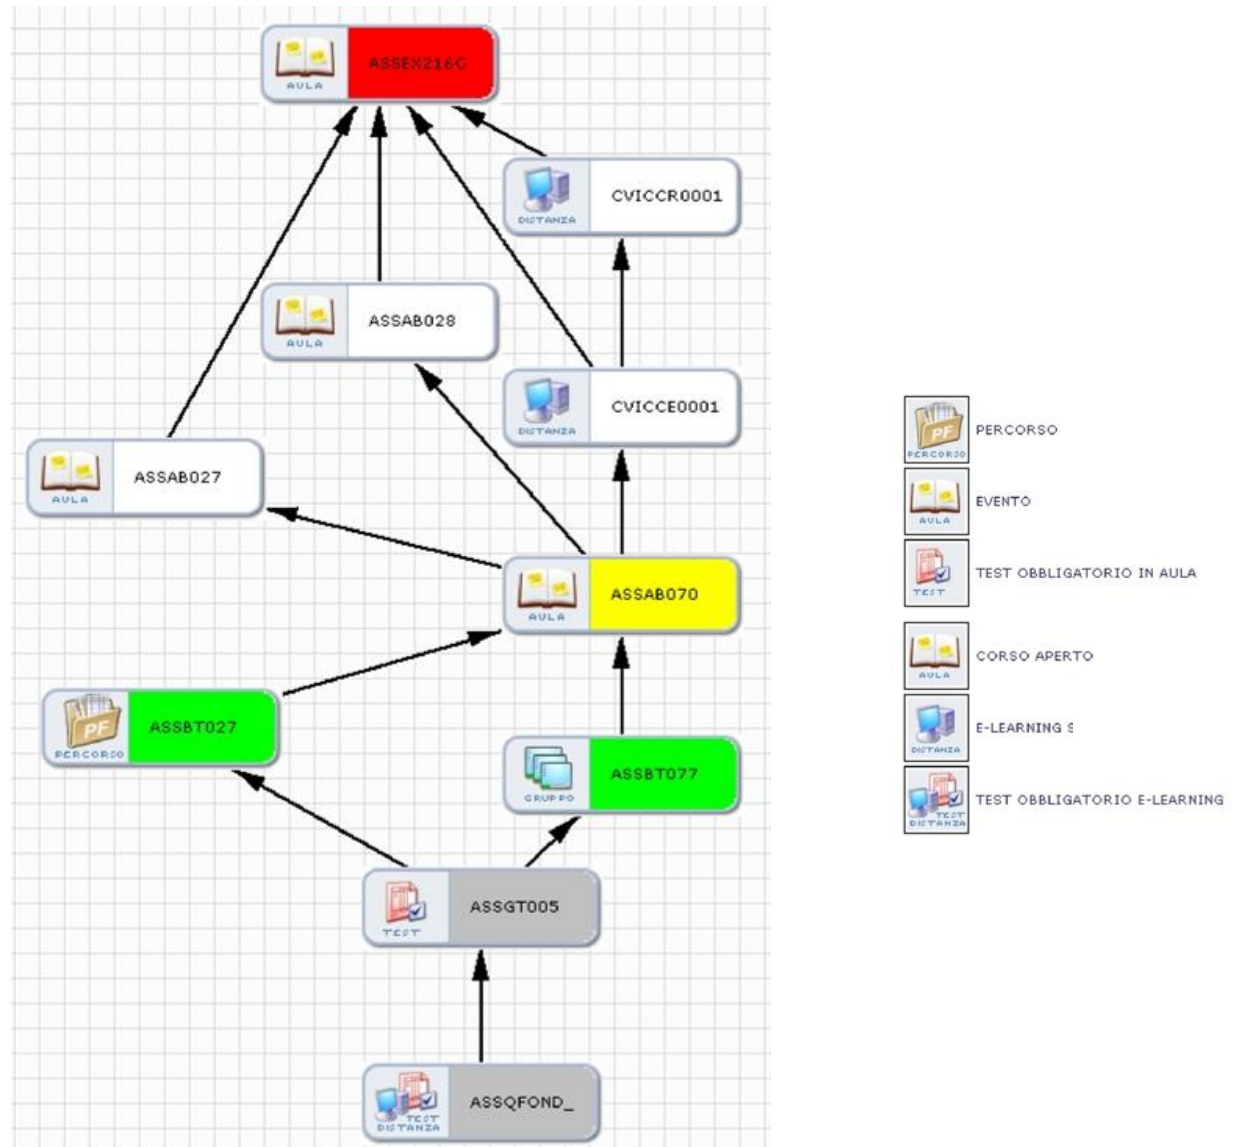 AULA
ASSEX216C
DISTANZA
CVICCR0001
AULA
ASSAB028
DISTANZA
CVICCE0001
AULA
ASSAB027
AULA
ASSAB070
PF
PERCORSO
ASSBT027
GRUPPO
ASSBT077
TEST
ASSGT005
TEST
DISTANZA
ASSQFOND_
PF
PERCORSO
PERCORSO
AULA
EVENTO
TEST
TEST OBBLIGATORIO IN AULA
AULA
CORSO APERTO
DISTANZA
E-LEARNING S
TEST
DISTANZA
TEST OBBLIGATORIO E-LEARNING